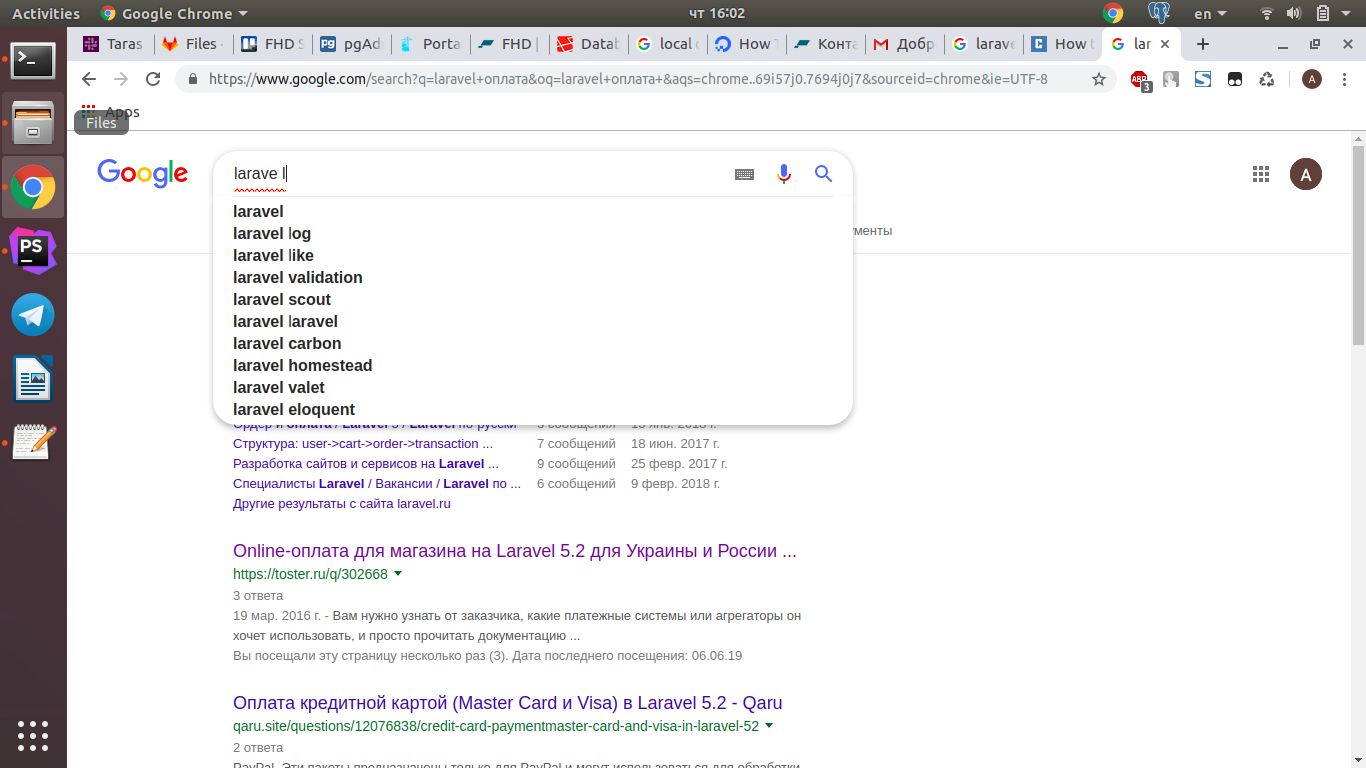 Activities Google Chrome чт 16:02 en
Taras Files - FHD S pgAd Porta FHD | Datab local c How T Конта Добр larave How t lar
https://www.google.com/search?q=laravel+оплата&oq=laravel+оплата+&aqs=chrome..69i57j0.7694j0j7&sourceid=chrome&ie=UTF-8
ABP 3 A
Apps
Files
Google larave l A
laravel
laravel log
laravel like
laravel validation
laravel scout
laravel laravel
laravel carbon
laravel homestead
laravel valet
laravel eloquent
ументы
PS
Ордер и оплата / Laravel 5 / Laravel по-русски 5 сообщений 15 янв. 2018 г.
Структура: user->cart->order->transaction ... 7 сообщений 18 июн. 2017 г.
Разработка сайтов и сервисов на Laravel ... 9 сообщений 25 февр. 2017 г.
Специалисты Laravel / Вакансии / Laravel по ... 6 сообщений 9 февр. 2018 г.
Другие результаты с сайта laravel.ru
Online-оплата для магазина на Laravel 5.2 для Украины и России ...
https://toster.ru/q/302668
3 ответа
19 мар. 2016 г. - Вам нужно узнать от заказчика, какие платежные системы или агрегаторы он
хочет использовать, и просто прочитать документацию ...
Вы посещали эту страницу несколько раз (3). Дата последнего посещения: 06.06.19
Оплата кредитной картой (Master Card и Visa) в Laravel 5.2 - Qaru
qaru.site/questions/12076838/credit-card-paymentmaster-card-and-visa-in-laravel-52
2 ответа
PayPal. Эти пакеты предназначены только для PayPal и могут использоваться для обработки